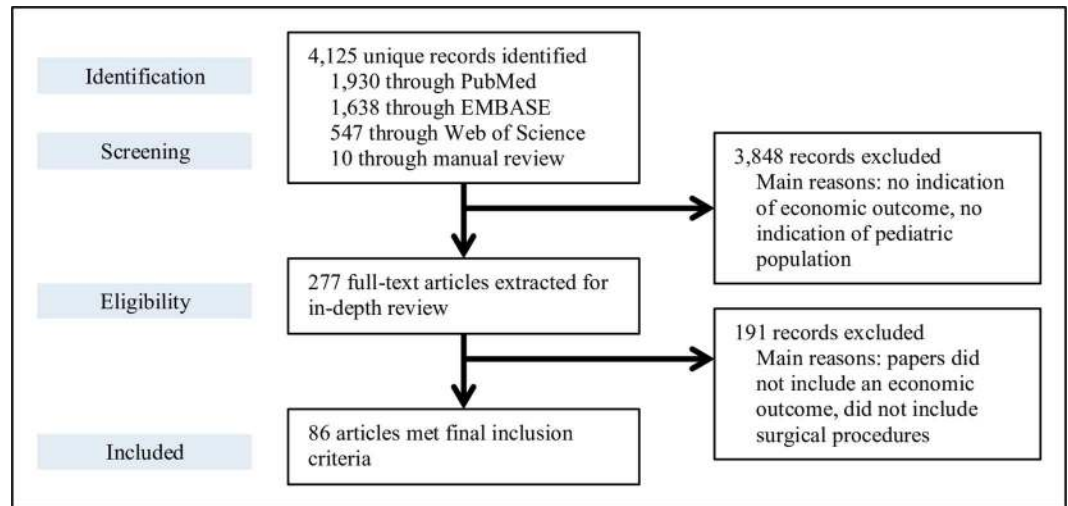 Identification
4,125 unique records identified
1,930 through PubMed
1,638 through EMBASE
547 through Web of Science
10 through manual review
Screening
3,848 records excluded
Main reasons: no indication
of economic outcome, no
indication of pediatric
population
Eligibility
277 full-text articles extracted for
in-depth review
191 records excluded
Main reasons: papers did
not include an economic
outcome, did not include
surgical procedures
Included
86 articles met final inclusion
criteria